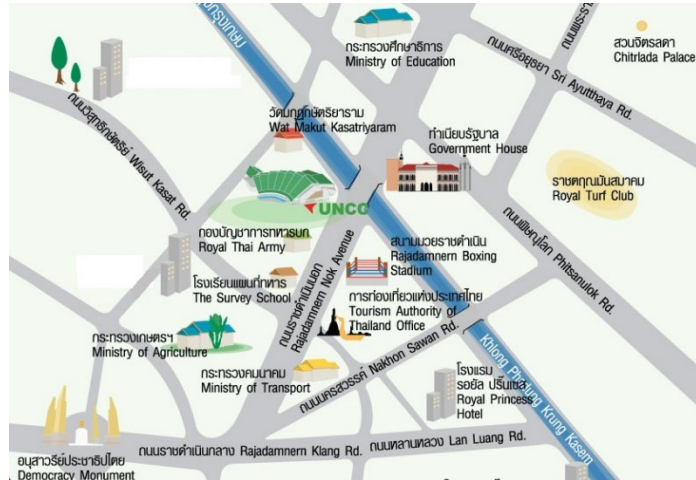 กระทรวงศึกษาธิการ
Ministry of Education
สวนจิตรลดา
Chitrlada Palace
ถนนศรีอยุธยา Sri Ayutthaya Rd.
ถนนพระรา
งกรุงเกษม
วัดมกุฎกษัตริยาราม
Wat Makut Kasatriyaram
ทำเนียบรัฐบาล
Government House
ถนนวิสุทธิกษัตริย์ Wisut Kasat Rd.
ราชตฤณมันสมาคม
Royal Turf Club
UNCC
กองบัญชาการทหารบก
Royal Thai Army
ถนนพิษณุโลก Phitsanulok Rd.
สนามมวยราชดำเนิน
Rajadamnern Boxing
Stadium
โรงเรียนแผนที่ทหาร
The Survey School
ถนนราชดำเนินนอก
Rajadamnern Nok Avenue
การท่องเที่ยวแห่งประเทศไทย
Tourism Authority of
Thailand Office
กระทรวงเกษตรฯ
Ministry of Agriculture
กระทรวงคมนาคม
Ministry of Transport
ถนนนครสวรรค์ Nakhon Sawan Rd.
Khlong Phadung Krung Kasem
โรงแรม
รอยัล ปริ๊นเซส
Royal Princess
Hotel
ถนนราชดำเนินกลาง Rajadamnern Klang Rd.
ถนนหลานหลวง Lan Luang Rd.
อนุสาวรีย์ประชาธิปไตย
Democracy Monument